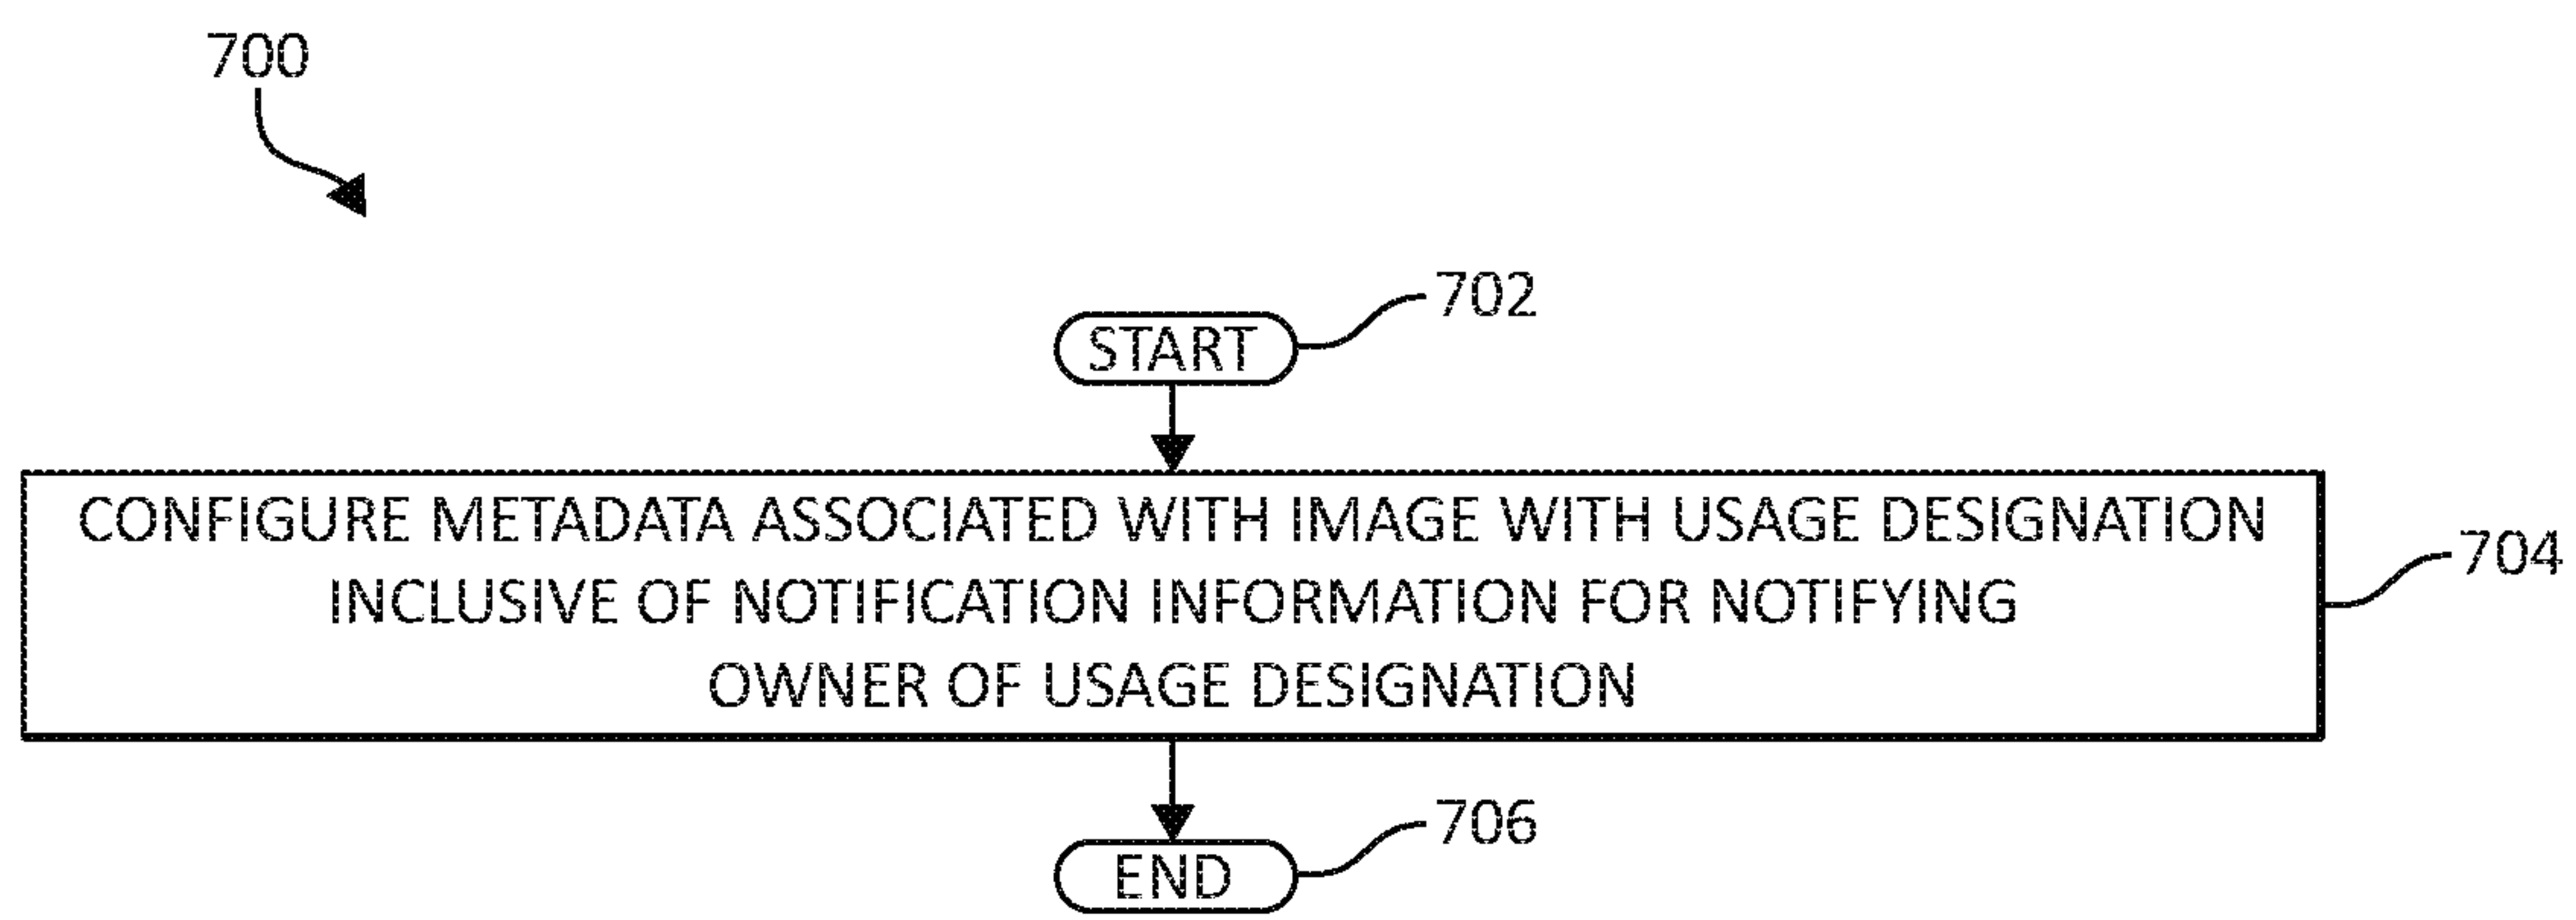 700
702
START
CONFIGURE METADATA ASSOCIATED WITH IMAGE WITH USAGE DESIGNATION
INCLUSIVE OF NOTIFICATION INFORMATION FOR NOTIFYING
OWNER OF USAGE DESIGNATION
704
706
END